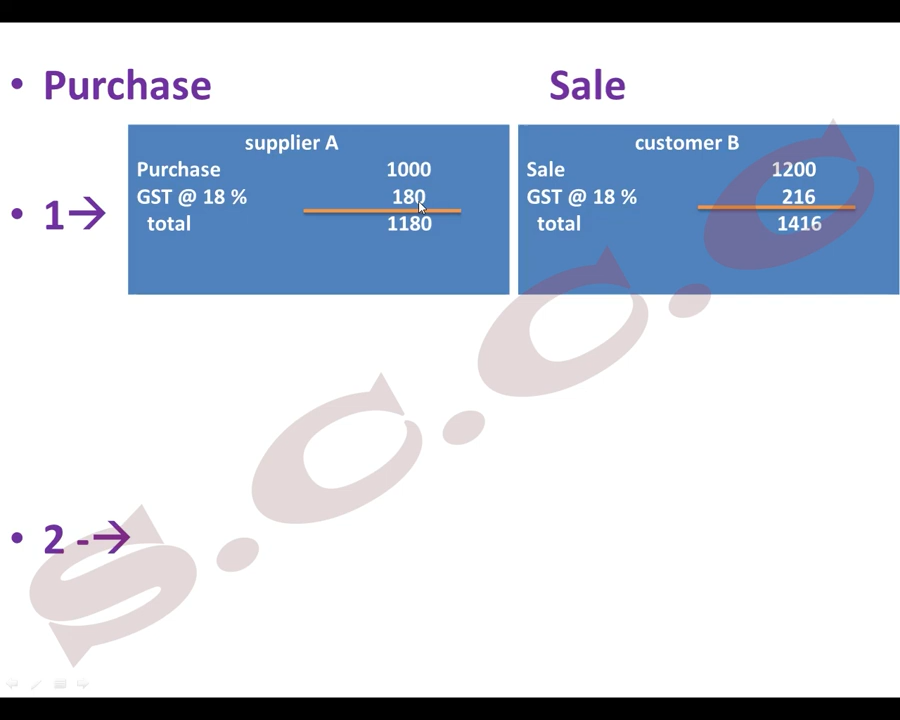 • Purchase Sale
supplier A
Purchase 1000
GST @ 18 % 180
total 1180
customer B
Sale 1200
GST @ 18 % 216
total 1416
• 1→
• 2 -→
S.C.C